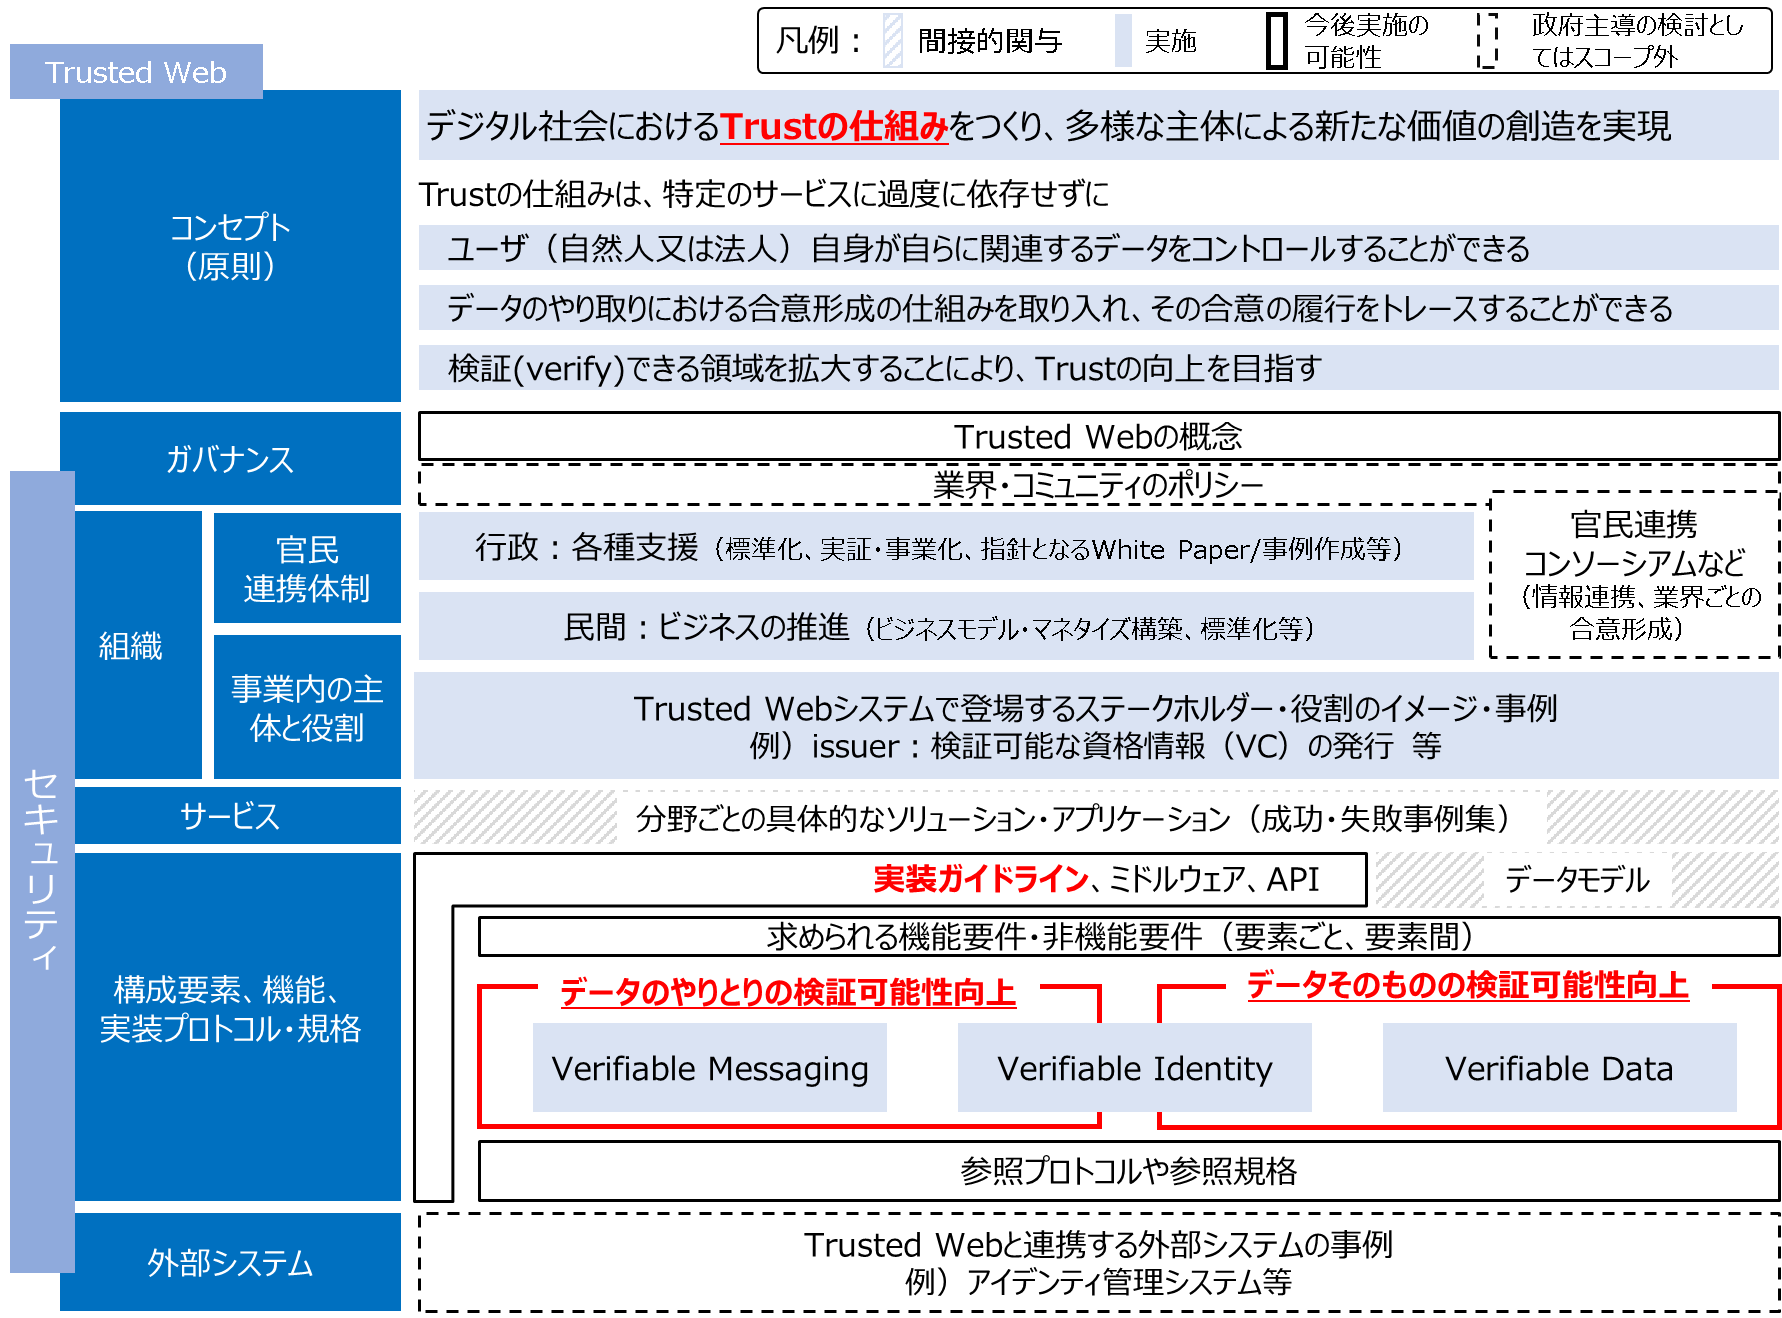 凡例：
間接的関与
実施
今後実施の
可能性
政府主導の検討とし
てはスコープ外
Trusted Web
コンセプト
（原則）
デジタル社会におけるTrustの仕組みをつくり、多様な主体による新たな価値の創造を実現
Trustの仕組みは、特定のサービスに過度に依存せずに
ユーザ（自然人又は法人）自身が自らに関連するデータをコントロールすることができる
データのやり取りにおける合意形成の仕組みを取り入れ、その合意の履行をトレースすることができる
検証(verify)できる領域を拡大することにより、Trustの向上を目指す
ガバナンス
Trusted Webの概念
業界・コミュニティのポリシー
セキュリティ
組織
官民
連携体制
行政：各種支援（標準化、実証・事業化、指針となるWhite Paper/事例作成等）
民間：ビジネスの推進（ビジネスモデル・マネタイズ構築、標準化等）
官民連携
コンソーシアムなど
（情報連携、業界ごとの
合意形成）
事業内の主
体と役割
Trusted Webシステムで登場するステークホルダー・役割のイメージ・事例
例）issuer：検証可能な資格情報（VC）の発行 等
サービス
分野ごとの具体的なソリューション・アプリケーション（成功・失敗事例集）
構成要素、機能、
実装プロトコル・規格
実装ガイドライン、ミドルウェア、API
データモデル
求められる機能要件・非機能要件（要素ごと、要素間）
データのやりとりの検証可能性向上
データそのものの検証可能性向上
Verifiable Messaging
Verifiable Identity
Verifiable Data
参照プロトコルや参照規格
外部システム
Trusted Webと連携する外部システムの事例
例）アイデンティ管理システム等